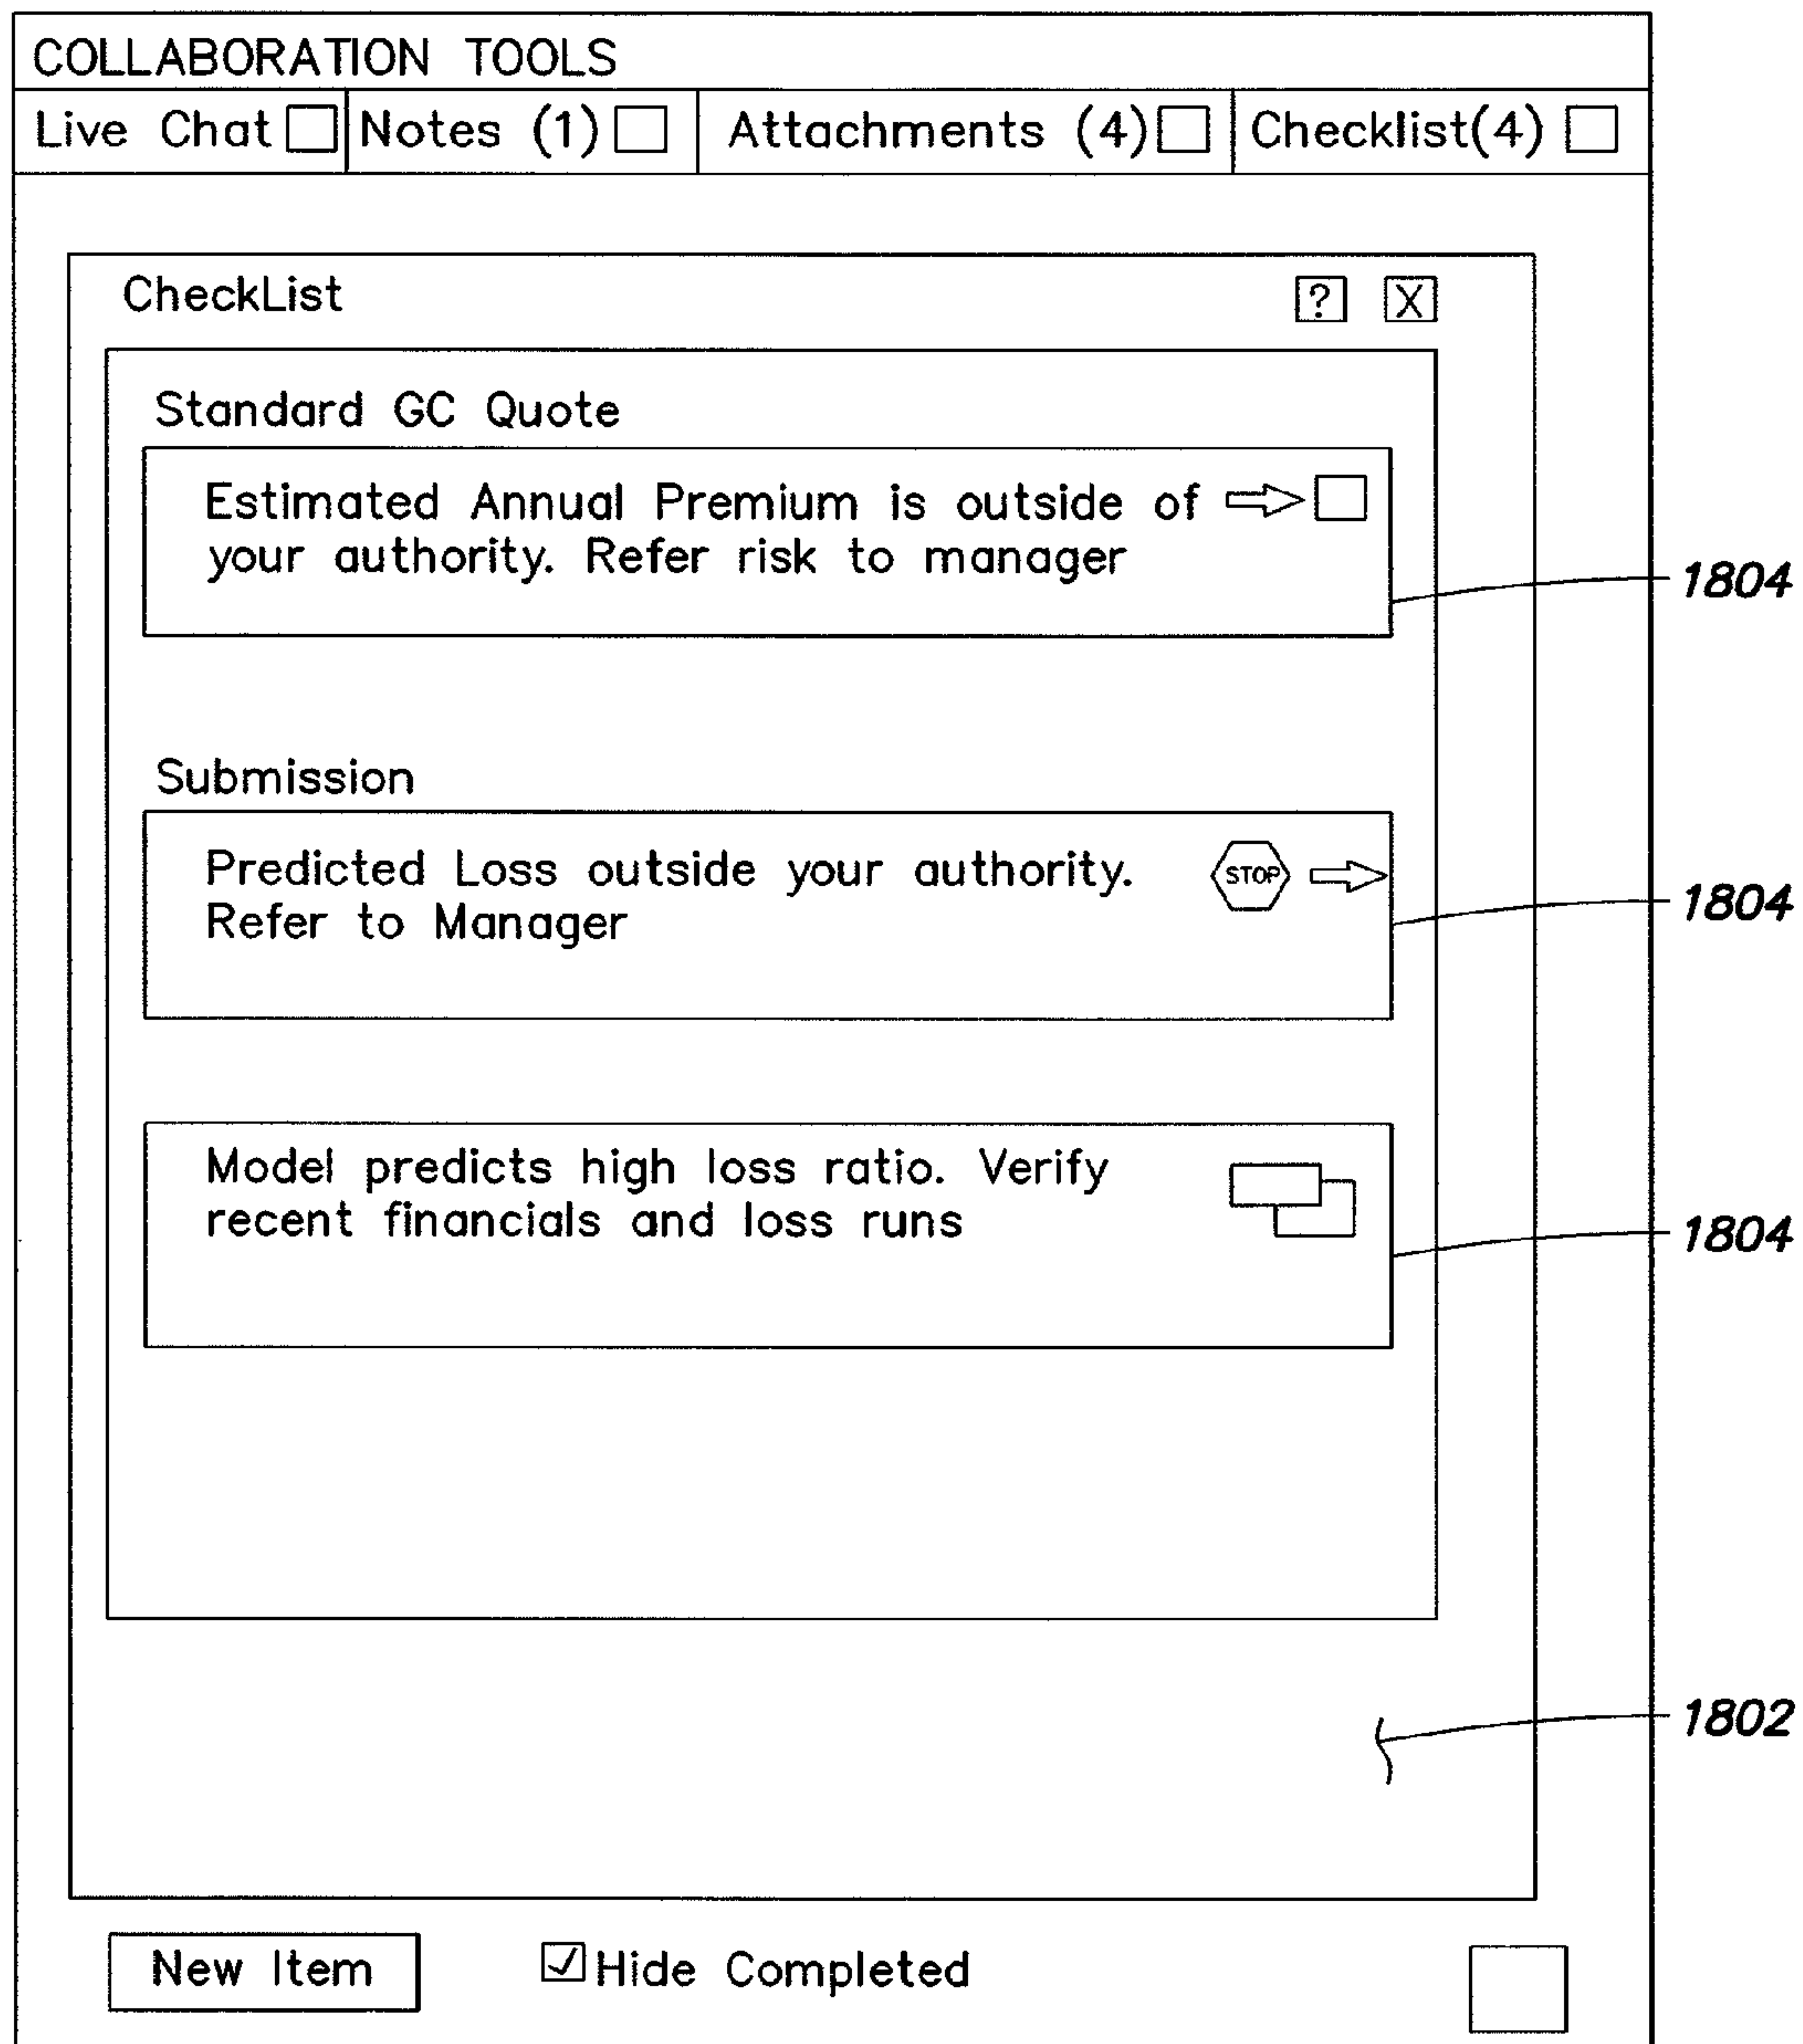 COLLABORATION TOOLS
Live Chat Notes (1) Attachments (4) Checklist(4)
CheckList ? X
Standard GC Quote
Estimated Annual Premium is outside of
your authority. Refer risk to manager
1804
Submission
Predicted Loss outside your authority. STOP
Refer to Manager
1804
Model predicts high loss ratio. Verify
recent financials and loss runs
1804
1802
New Item Hide Completed